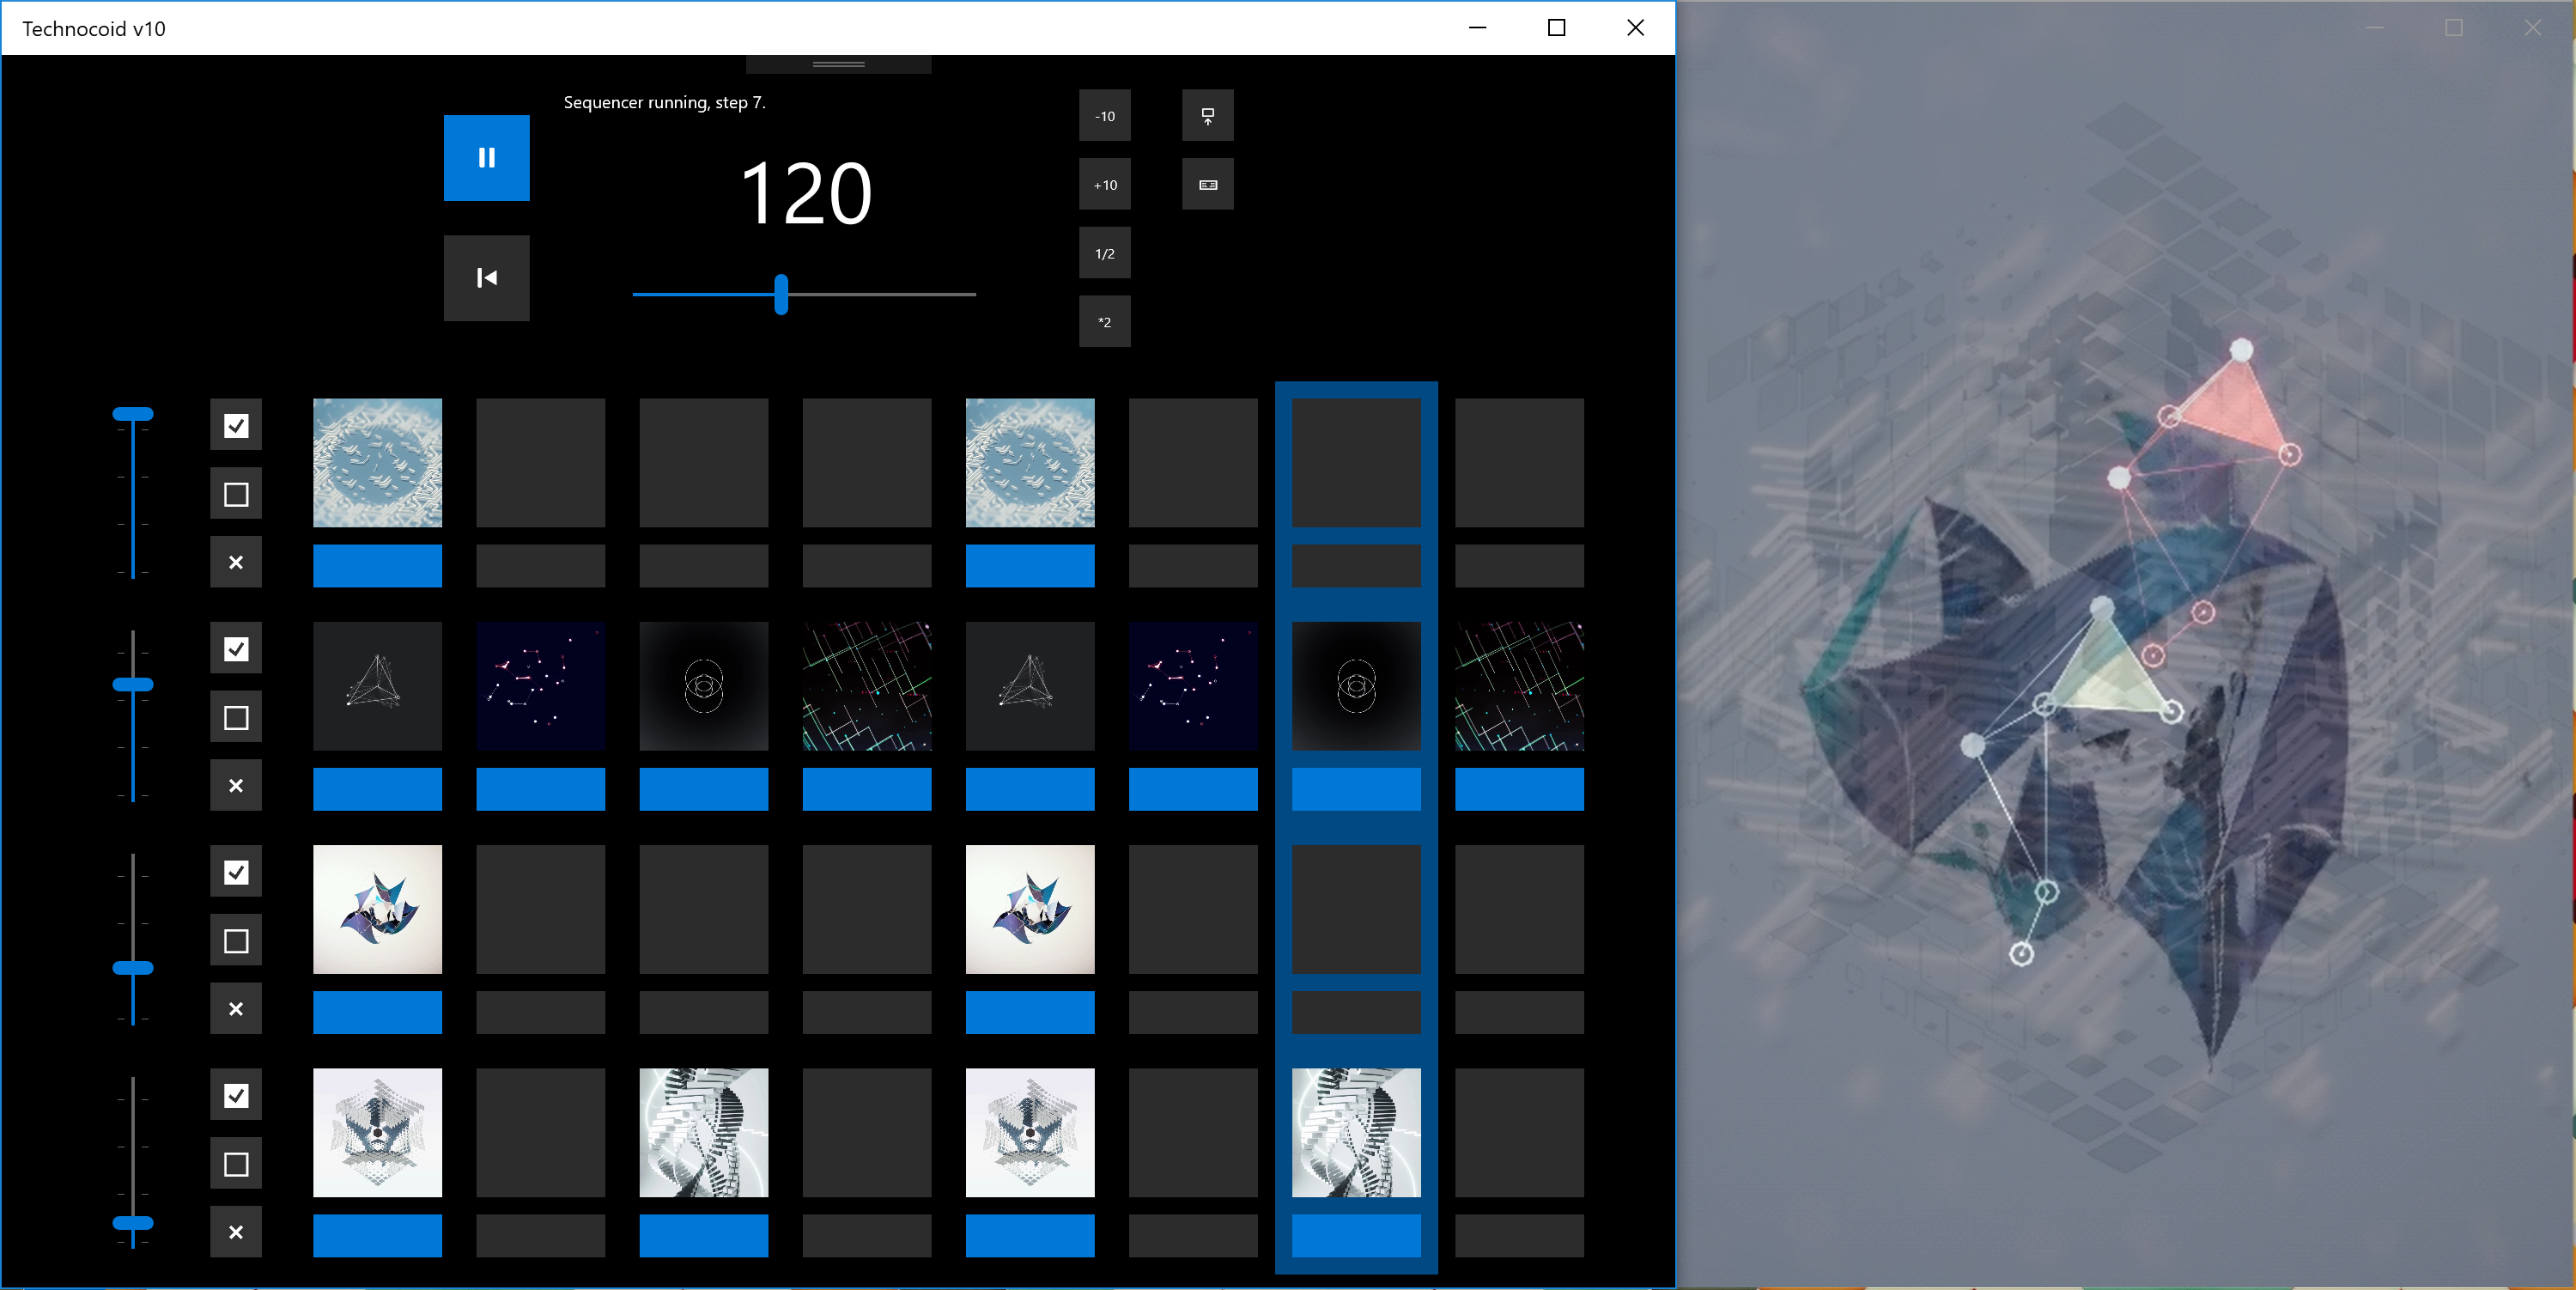 Technocoid v10
Sequencer running, step 7.
120
-10
+10
1/2
*2